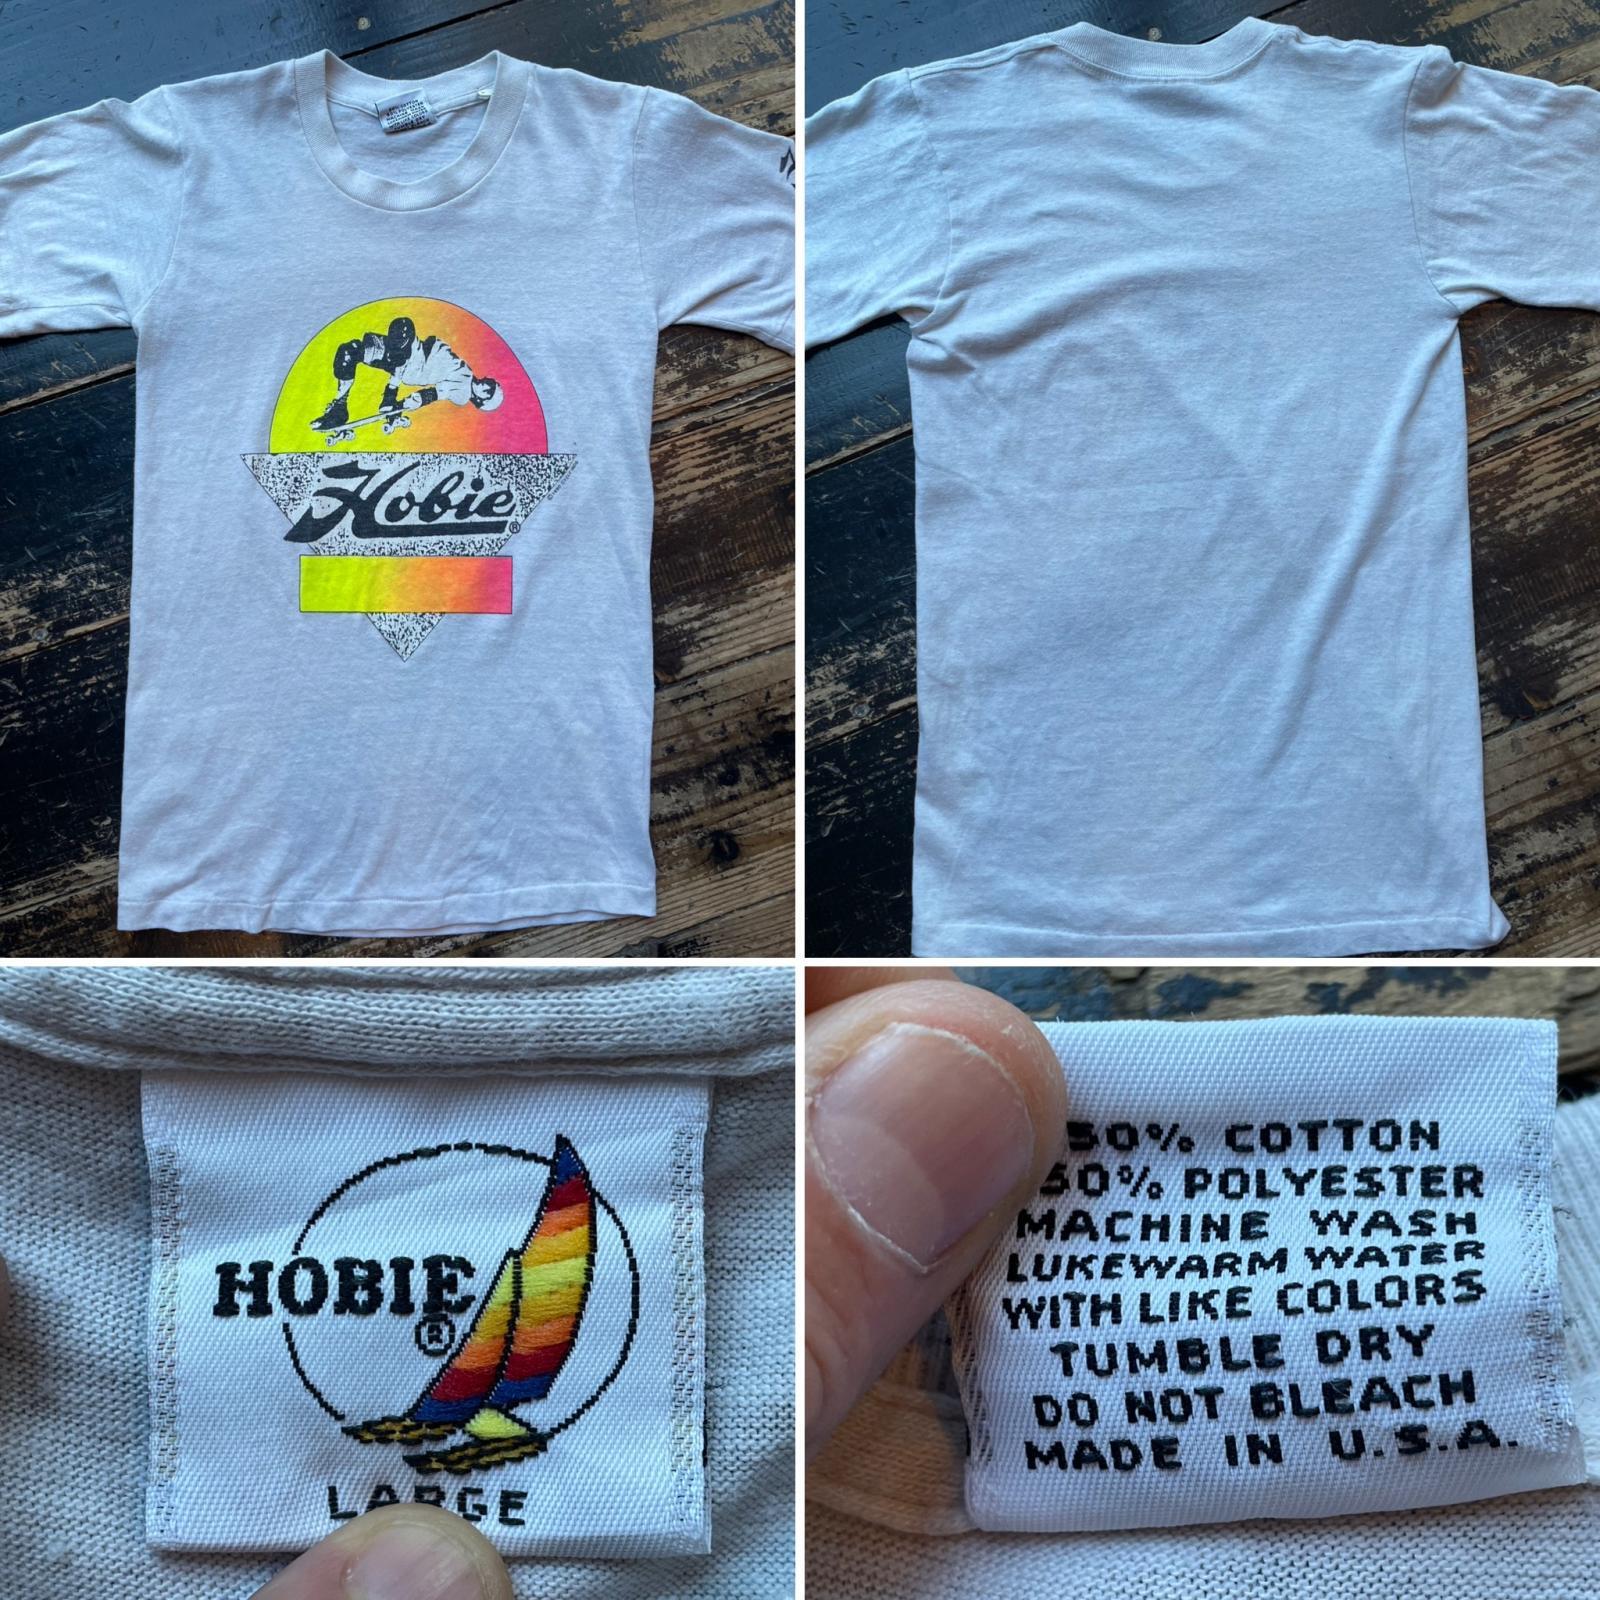 Hobie®
HOBIE
®
LARGE
50% COTTON
50% POLYESTER
MACHINE WASH
LUKEWARM WATER
WITH LIKE COLORS
TUMBLE DRY
DO NOT BLEACH
MADE IN U.S.A.